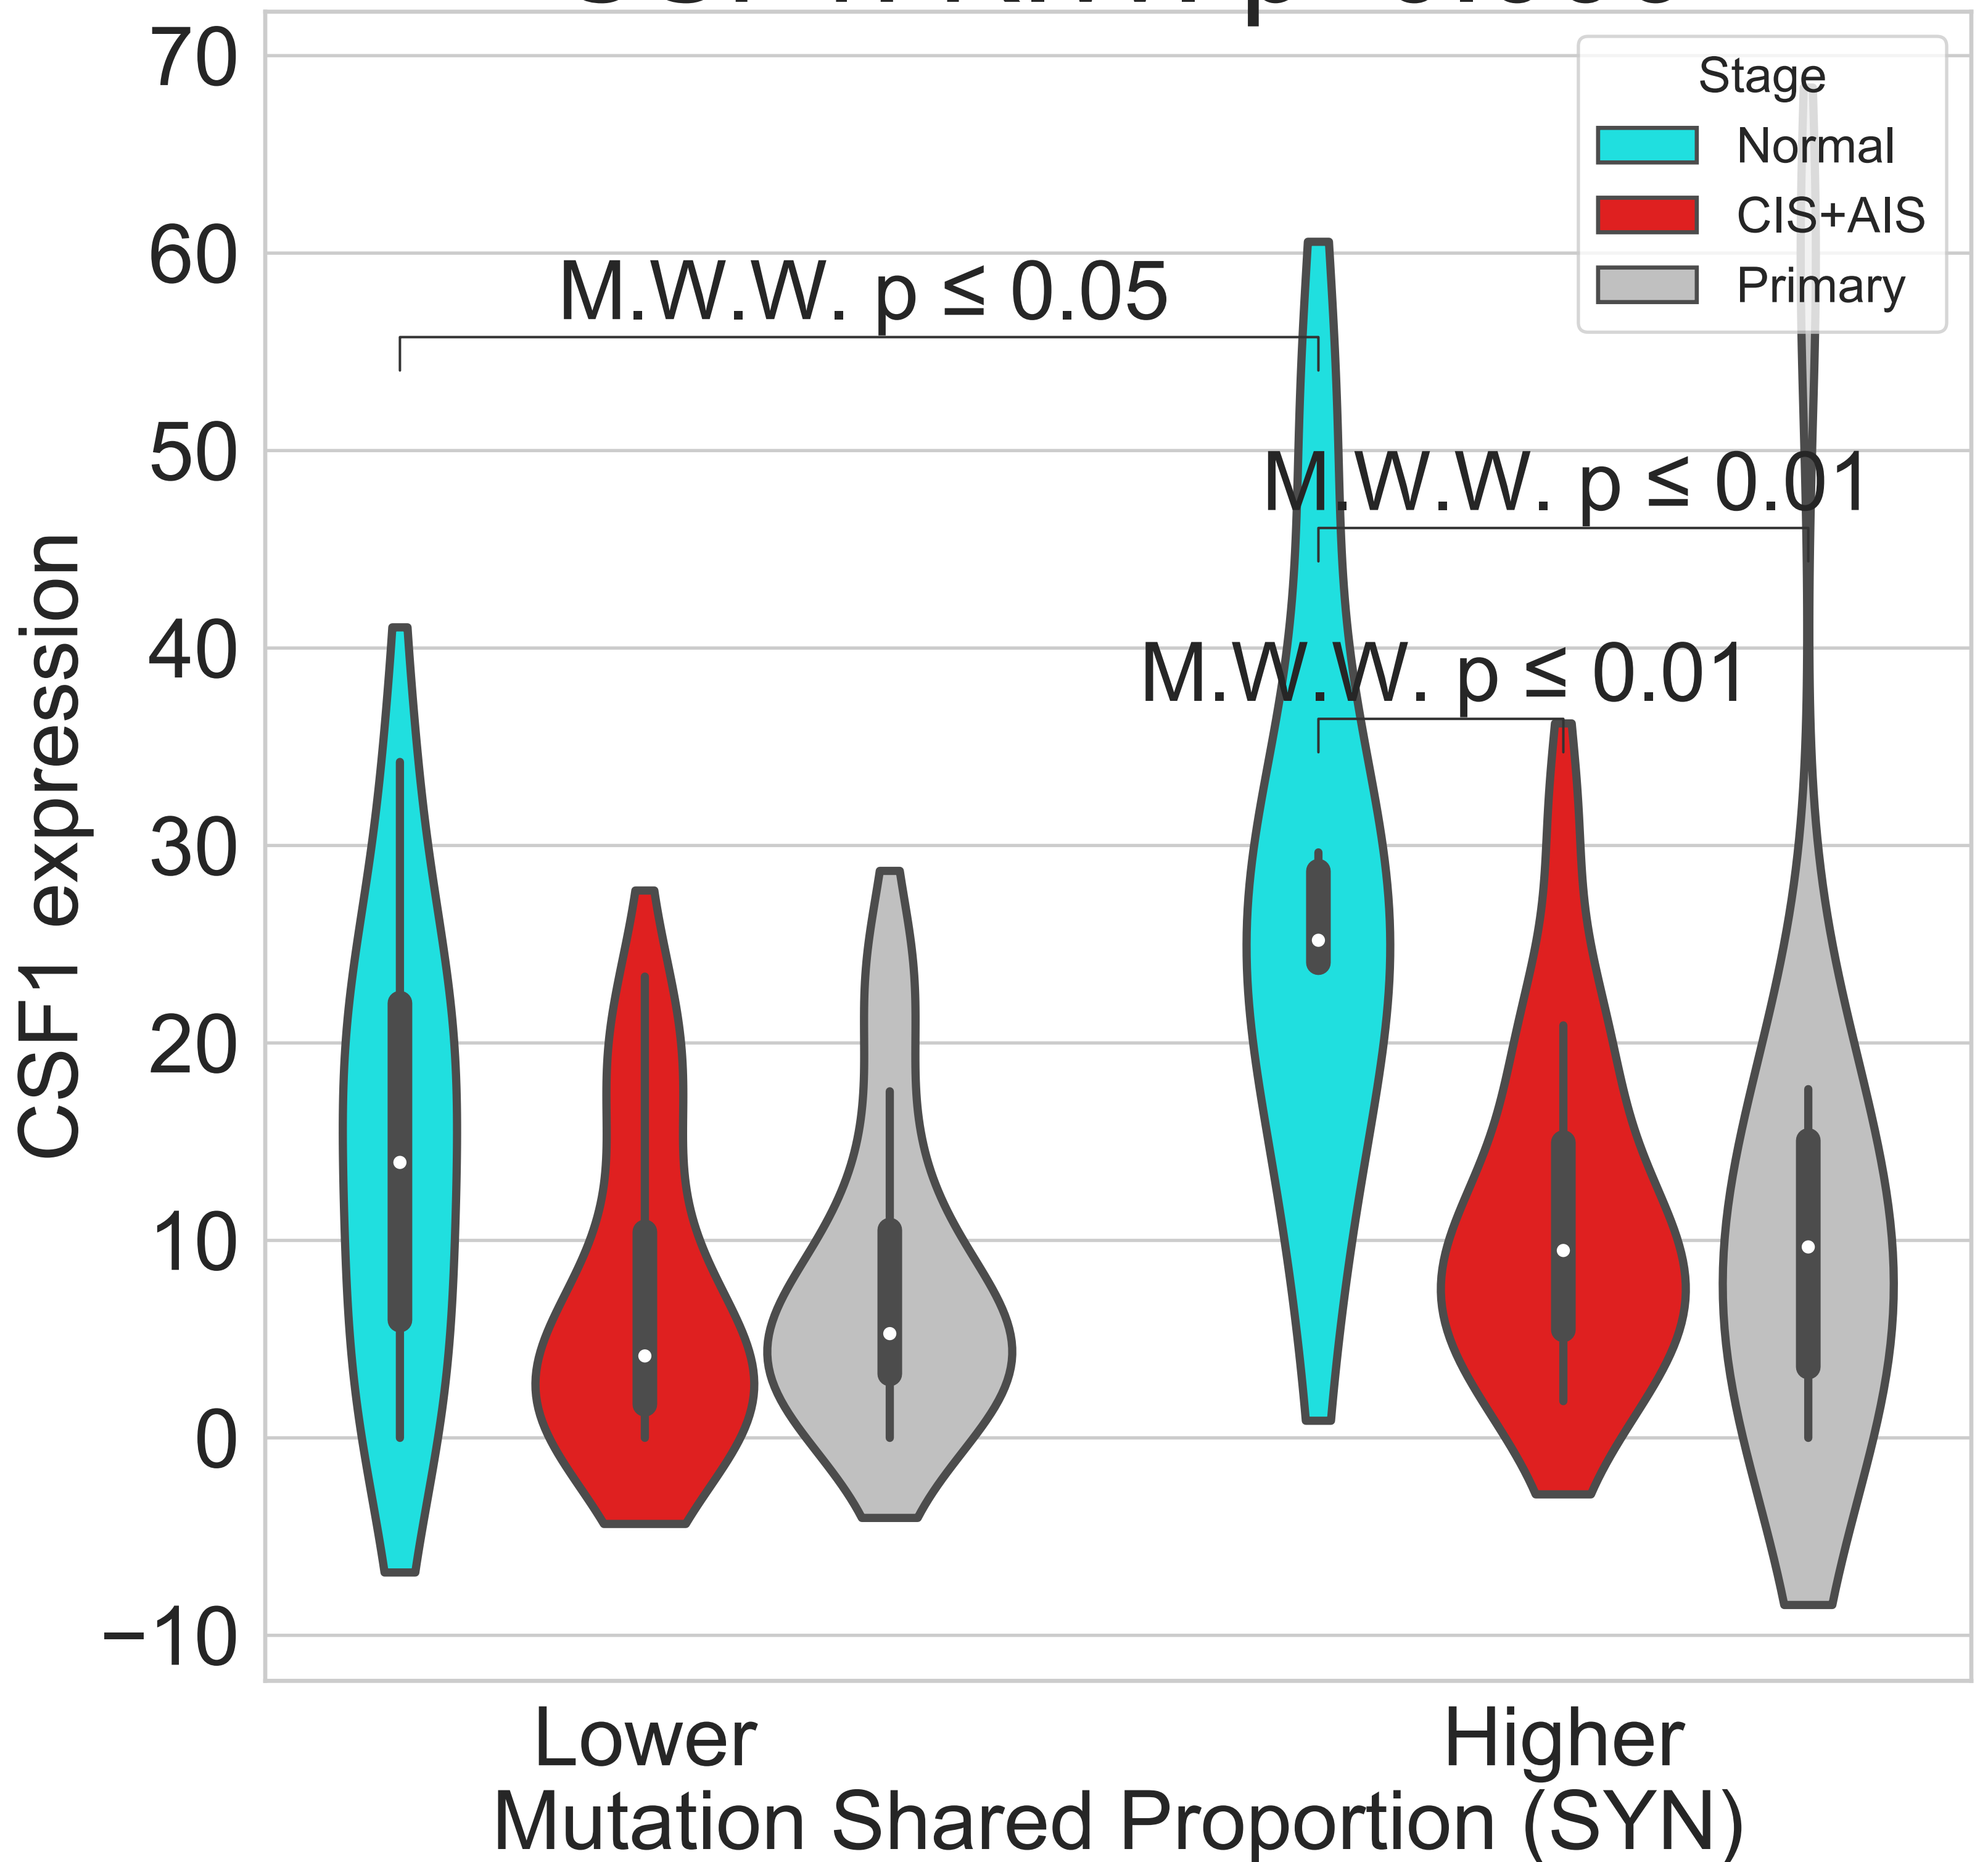 70
60
50
40
30
20
10
0
−10
CSF1 expression
Stage
Normal
CIS+AIS
Primary
M.W.W. p ≤ 0.05
M.W.W. p ≤ 0.01
M.W.W. p ≤ 0.01
Lower
Higher
Mutation Shared Proportion (SYN)